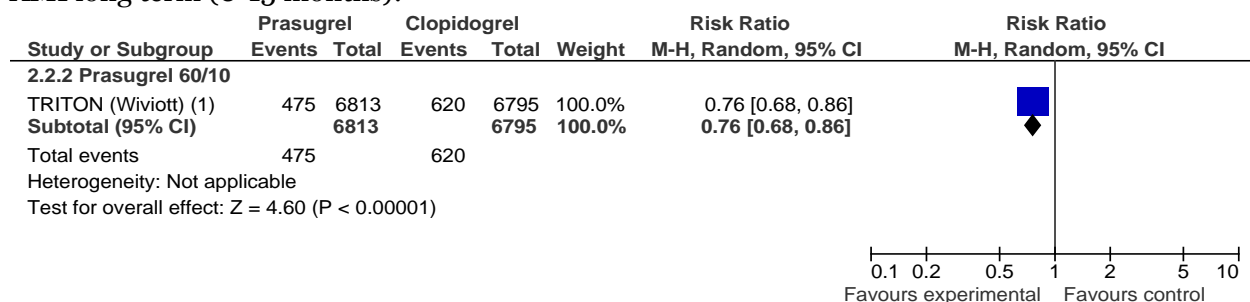 long term months).
Prasugrel Clopidogrel Risk Ratio Risk Ratio
Study or Subgroup Events Total Events Total Weight M-H, Random, 95% CI M-H, Random, 95% CI
2.2.2 Prasugrel 60/10
TRITON (Wiviott) (1) 475 6813 620 6795 100.0% 0.76 [0.68, 0.86]
Subtotal (95% CI) 6813 6795 100.0% 0.76 [0.68, 0.86]
Total events 475 620
Heterogeneity: Not applicable
Test for overall effect: Z = 4.60 (P < 0.00001)
0.1 0.2 0.5 1 2 5 10
Favours experimental Favours control